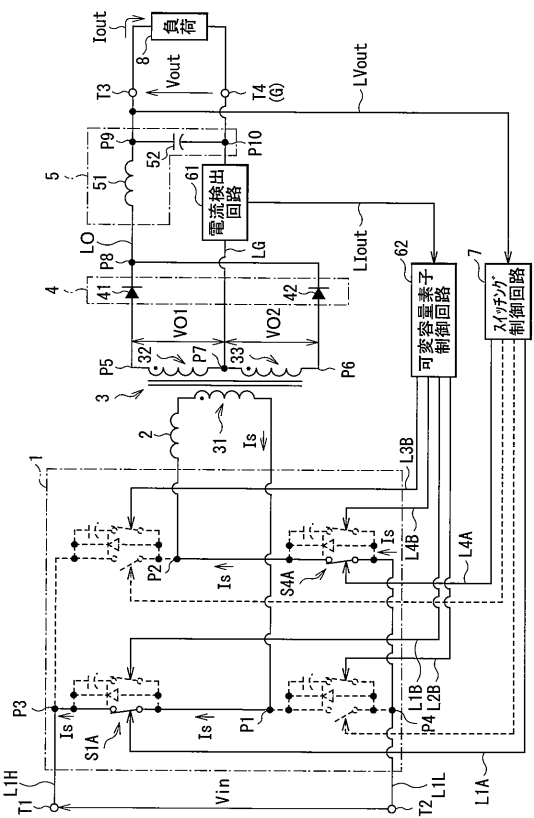 1
5
T3
Iout
L1H
P3
2
3
P5
4
LO
P8
P9
51
8
負荷
T1
Is
S1A
P2
32
41
VO1
52
Vout
Vin
Is
P1
Is
31
Is
P7
33
VO2
LG
61
電流検出
回路
P10
T4
(G)
42
P6
S4A
Is
T2
L1L
P4
L1A
L1B
L2B
L4A
L4B
L3B
LIout
LVout
62
可変容量素子
制御回路
7
スイッチング
制御回路